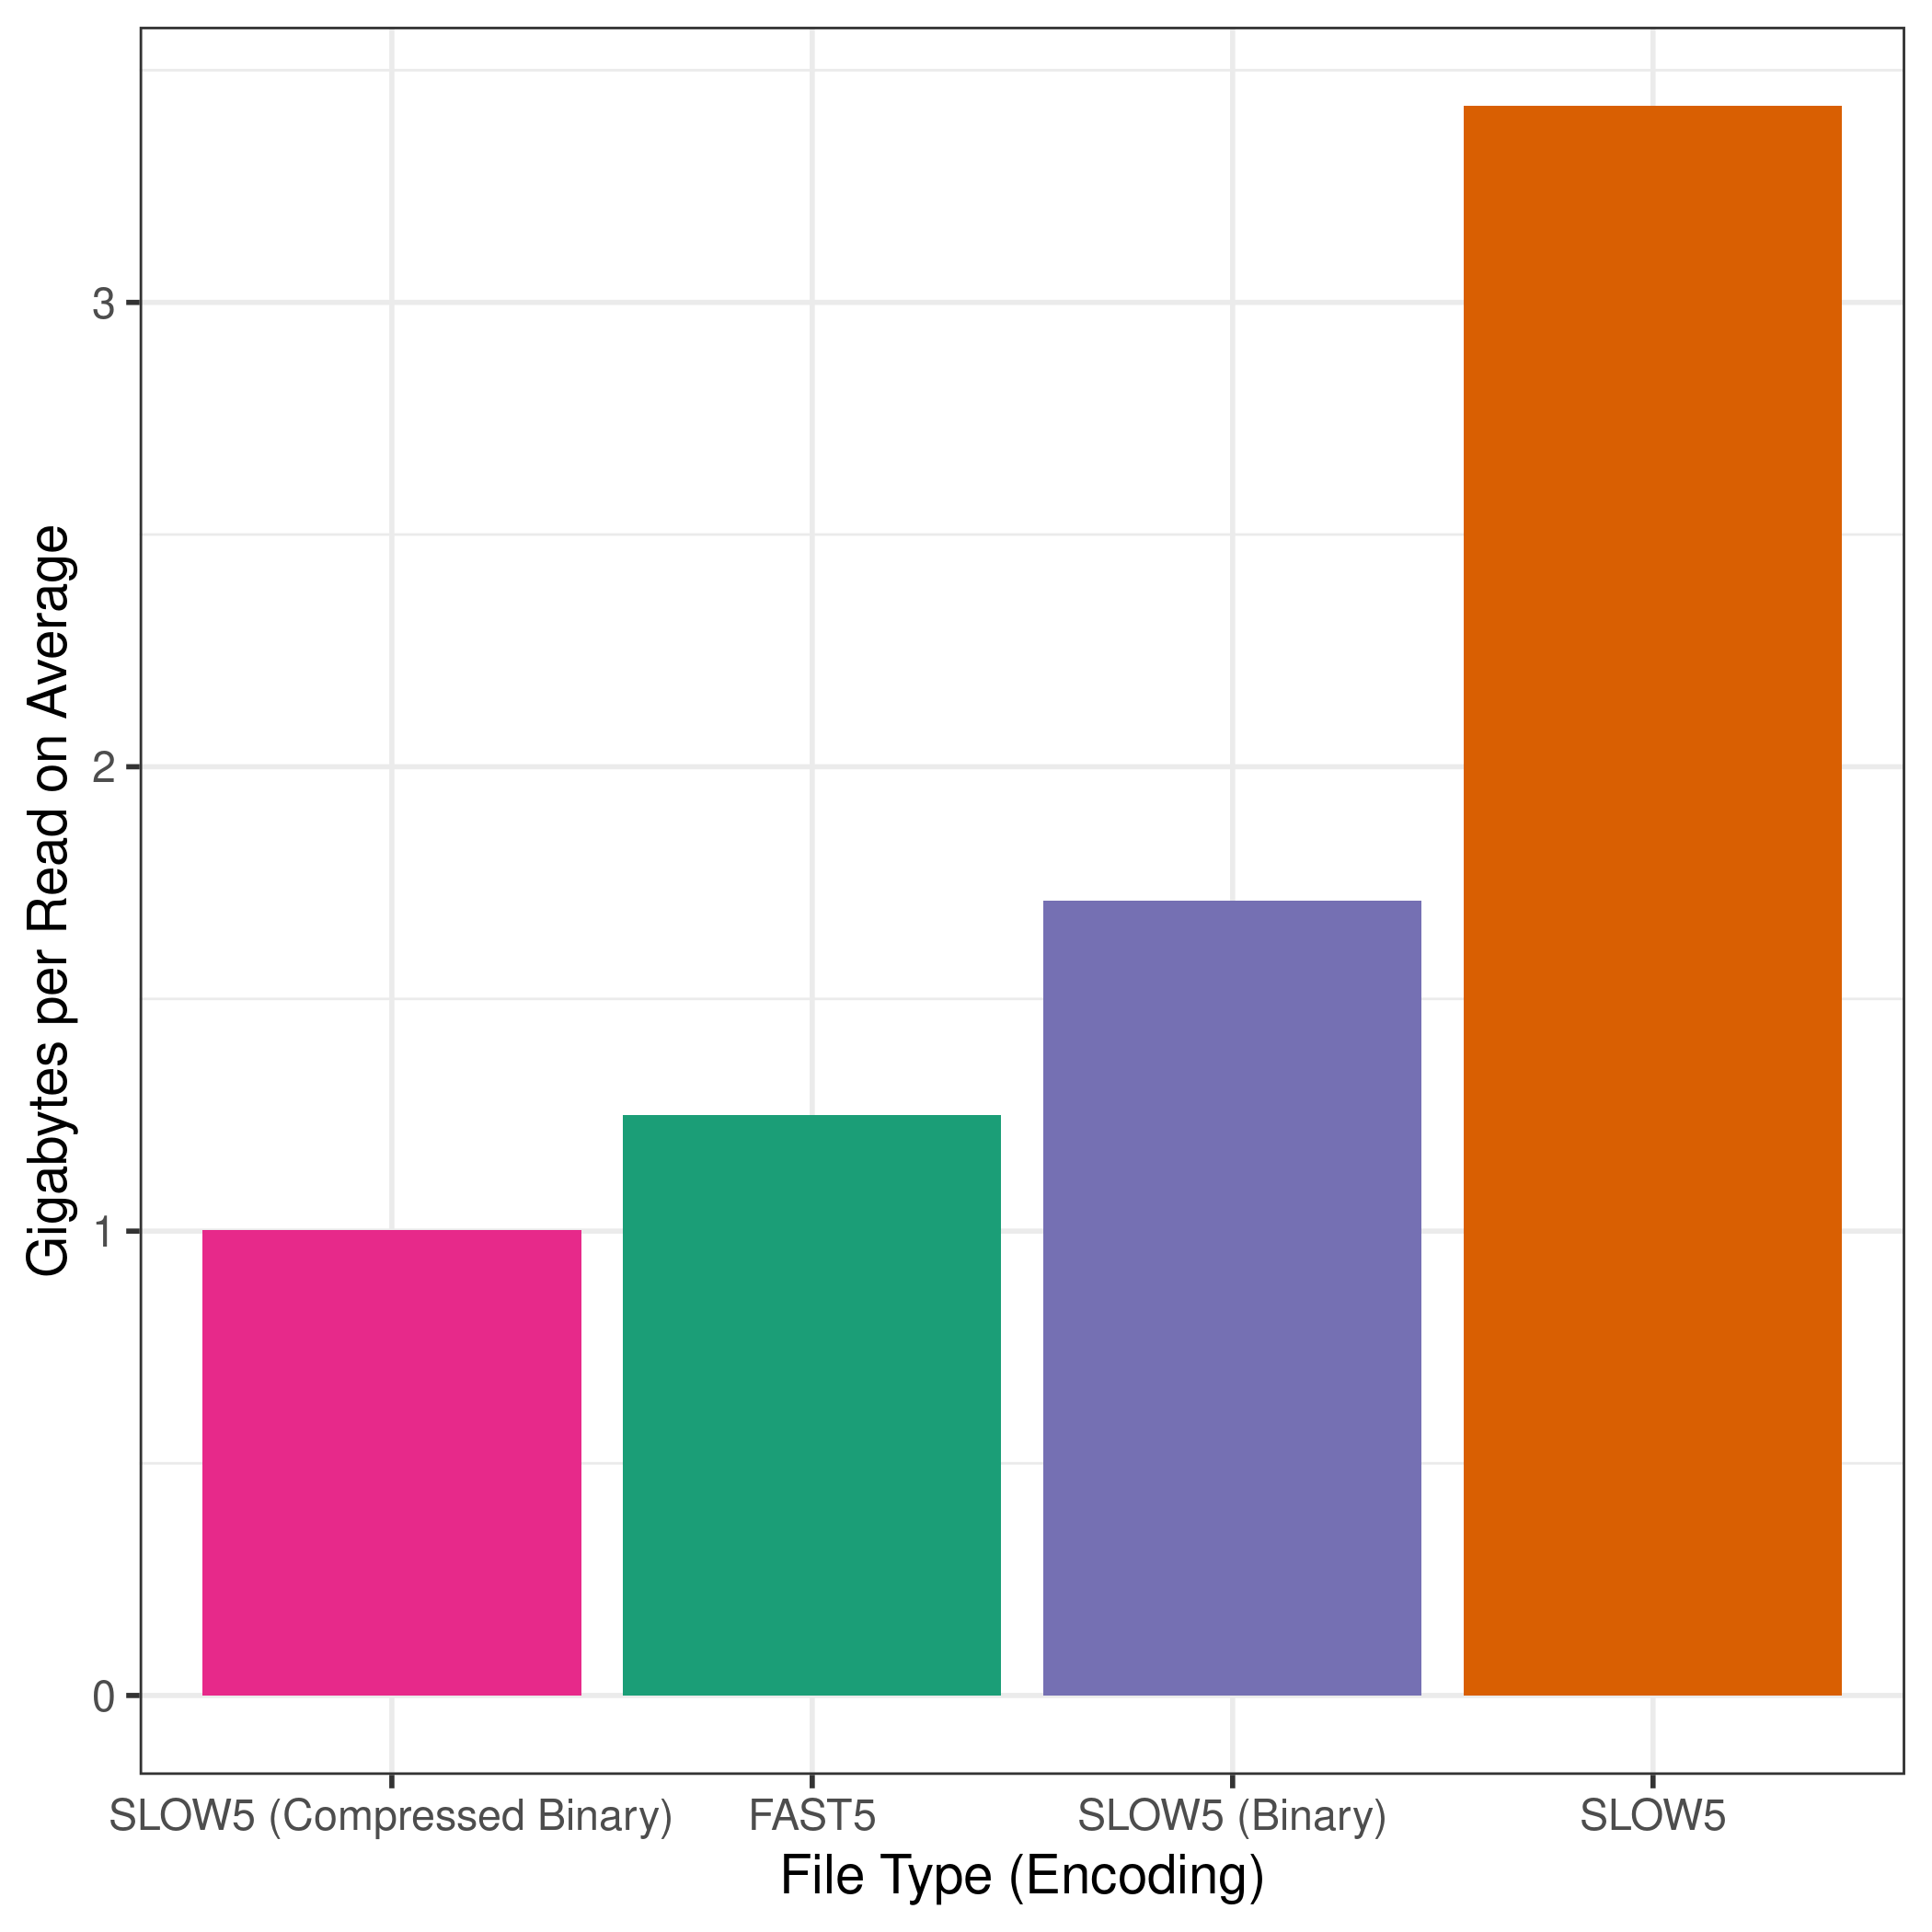 Gigabytes per Read on Average
3
2
1
0
SLOW5 (Compressed Binary)
FAST5
SLOW5 (Binary)
SLOW5
File Type (Encoding)